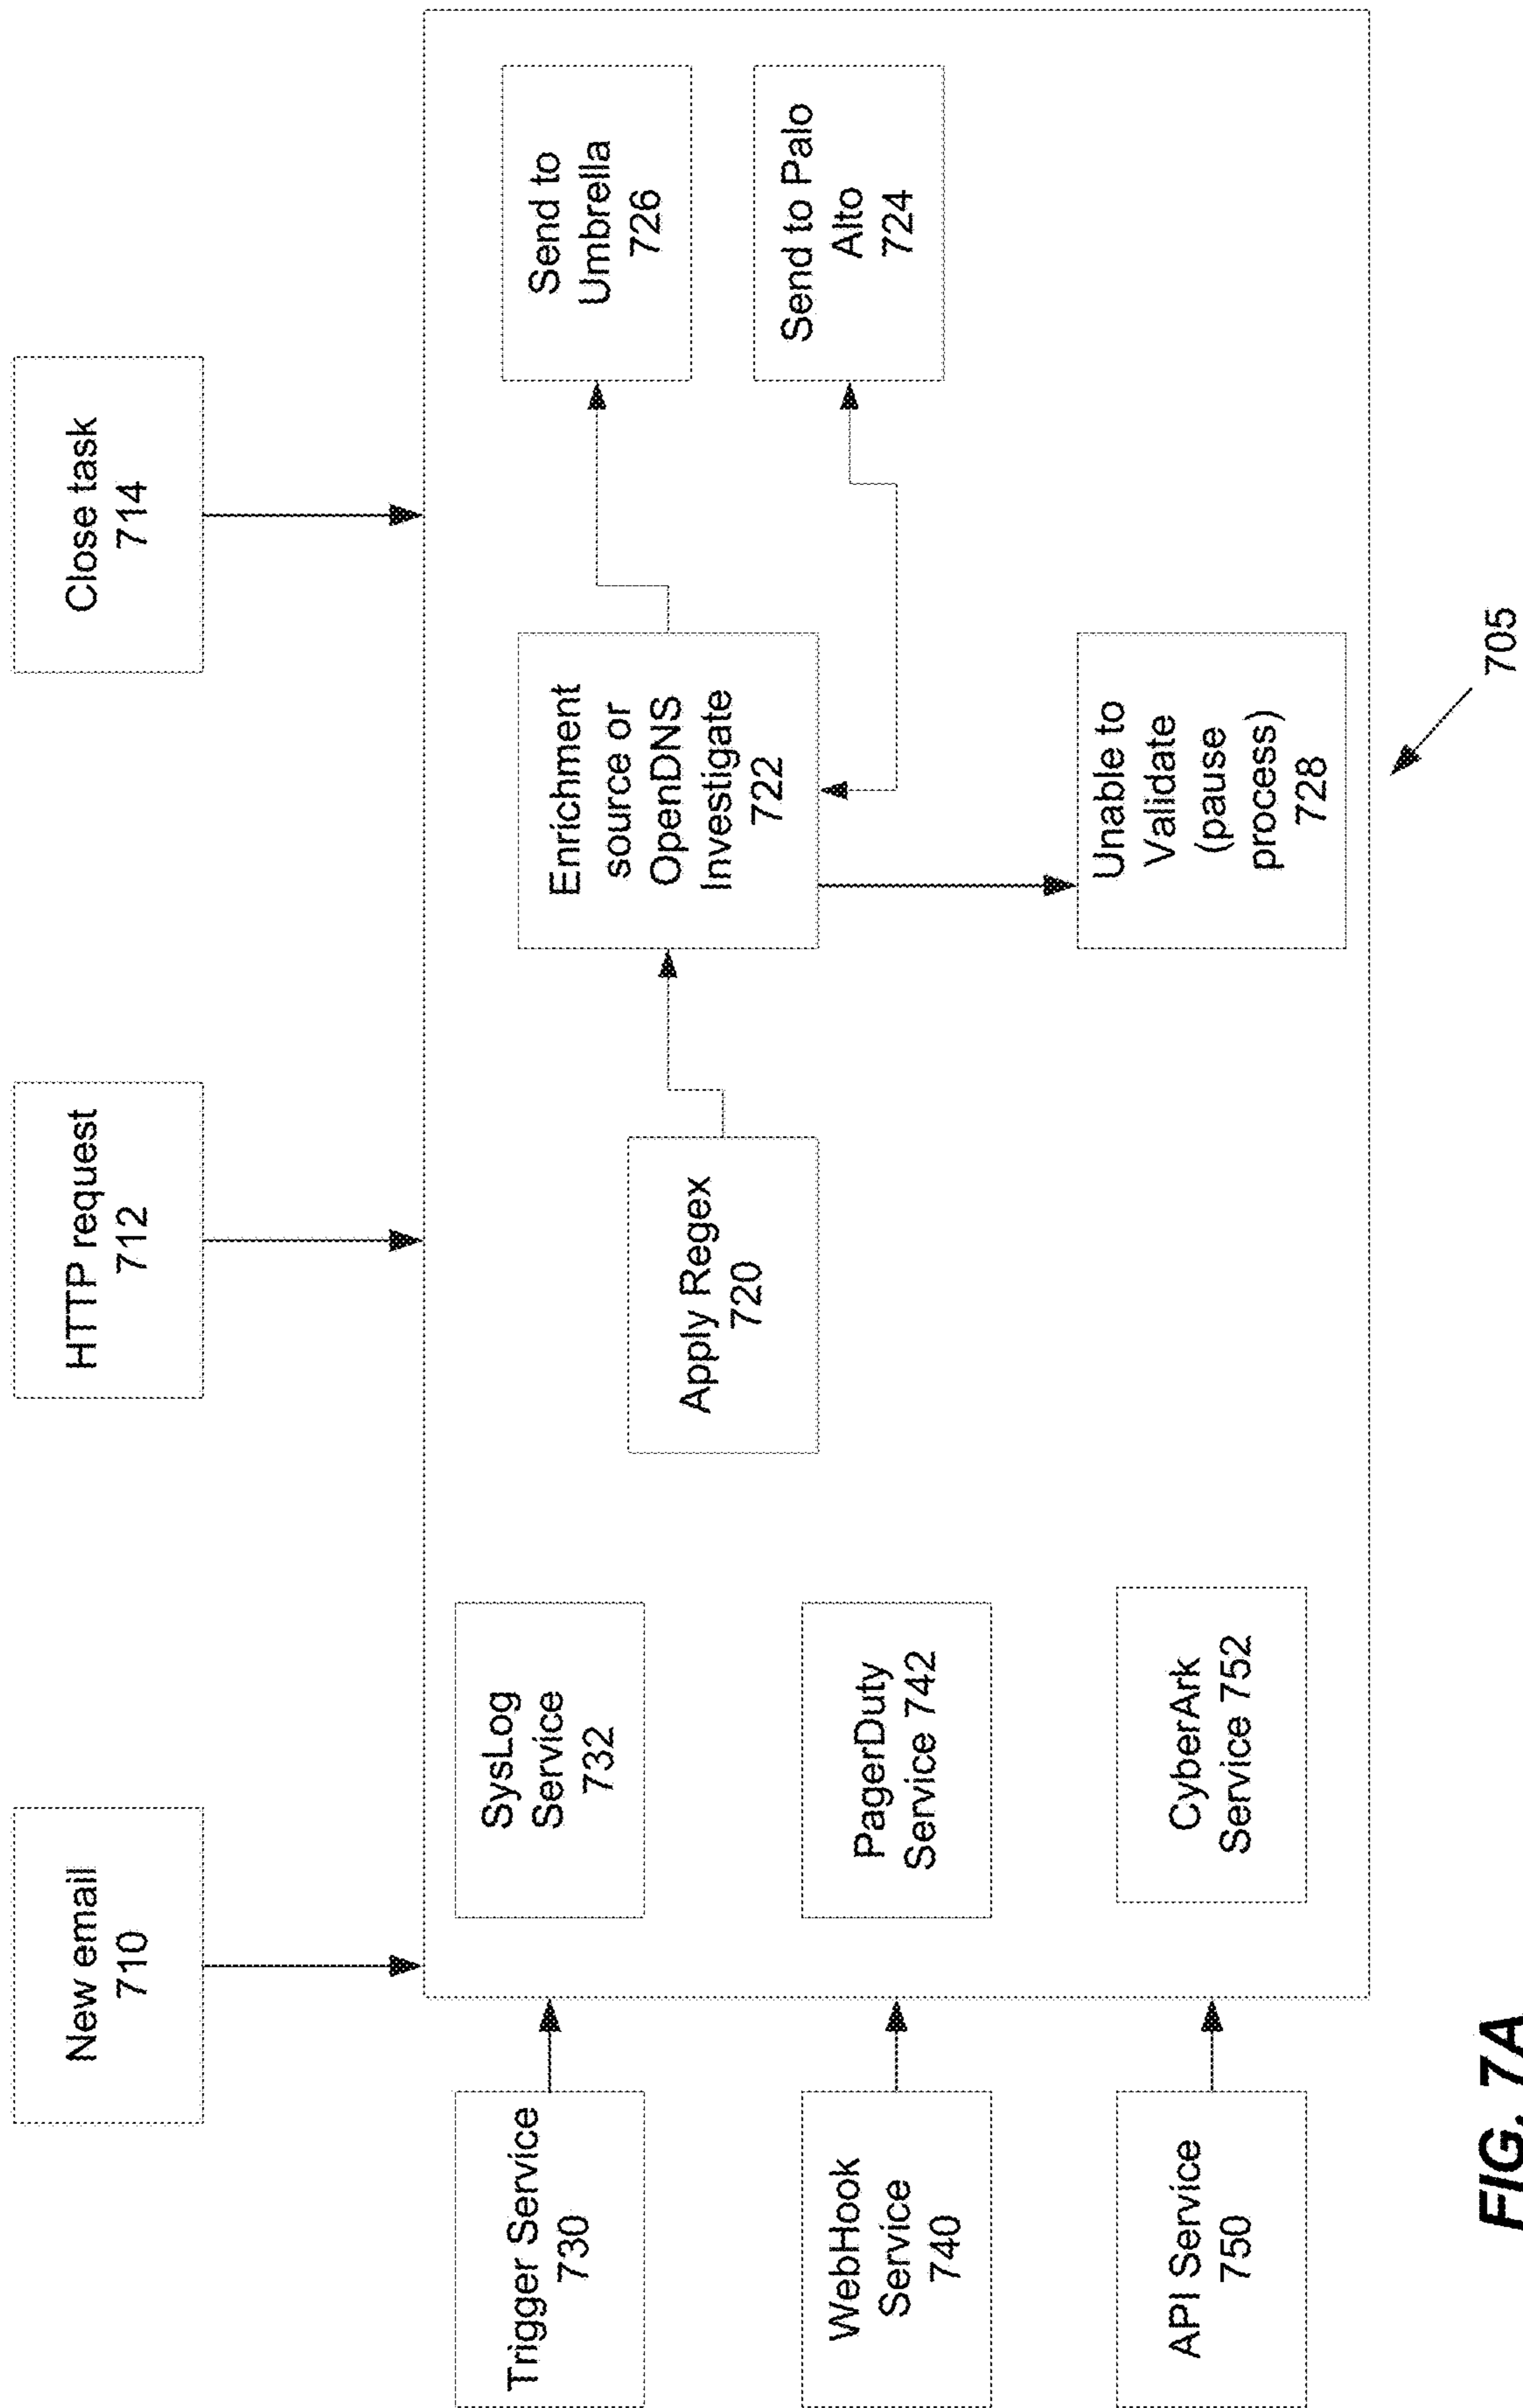 New email
710
HTTP request
712
Close task
714
Trigger Service
730
WebHook
Service
740
API Service
750
SysLog
Service
732
PagerDuty
Service 742
CyberArk
Service 752
Apply Regex
720
Enrichment
source or
OpenDNS
Investigate
722
Unable to
Validate
(pause
process)
728
Send to
Umbrella
726
Send to Palo
Alto
724
705
FIG. 7A